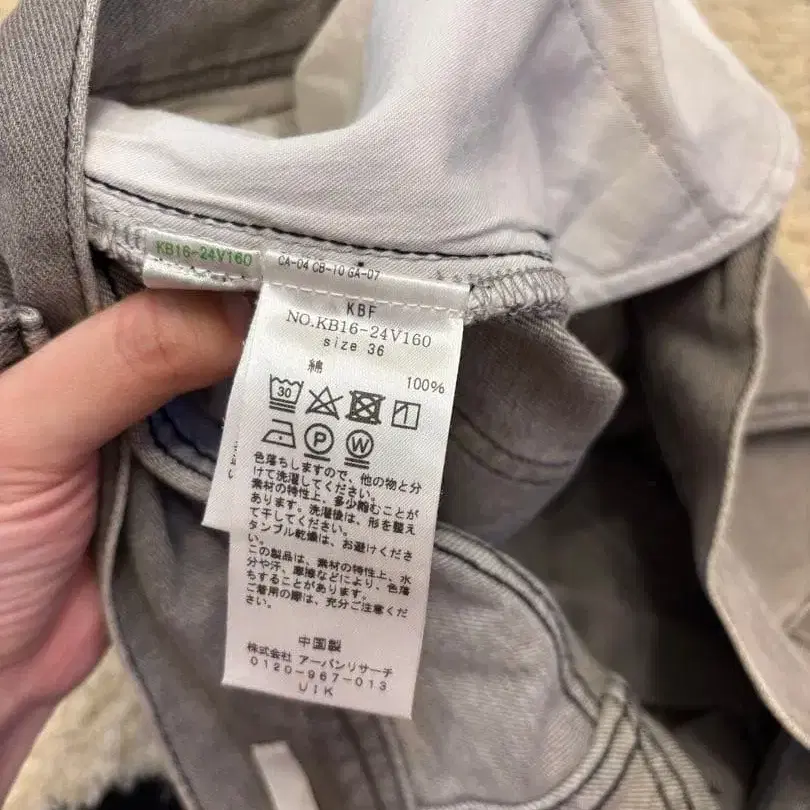 KB16-24V160
CA-04 CB-10 GA-07
KBF
NO.KB16-24V160
size 36
綿 100%
30
P
W
色落ちしますので、他の物と分
けて洗濯してください。
素材の特性上、多少縮むことが
あります。洗濯後は、形を整え
て干してください。
タンブル乾燥は、お避けくださ
い。
この製品は、素材の特性上、水
分や汗、摩擦などにより、色落
ちすることがあります。
ご着用の際は、充分ご注意くだ
さい。
中国製
株式会社 アーバンリサーチ
0120-967-013
UIK